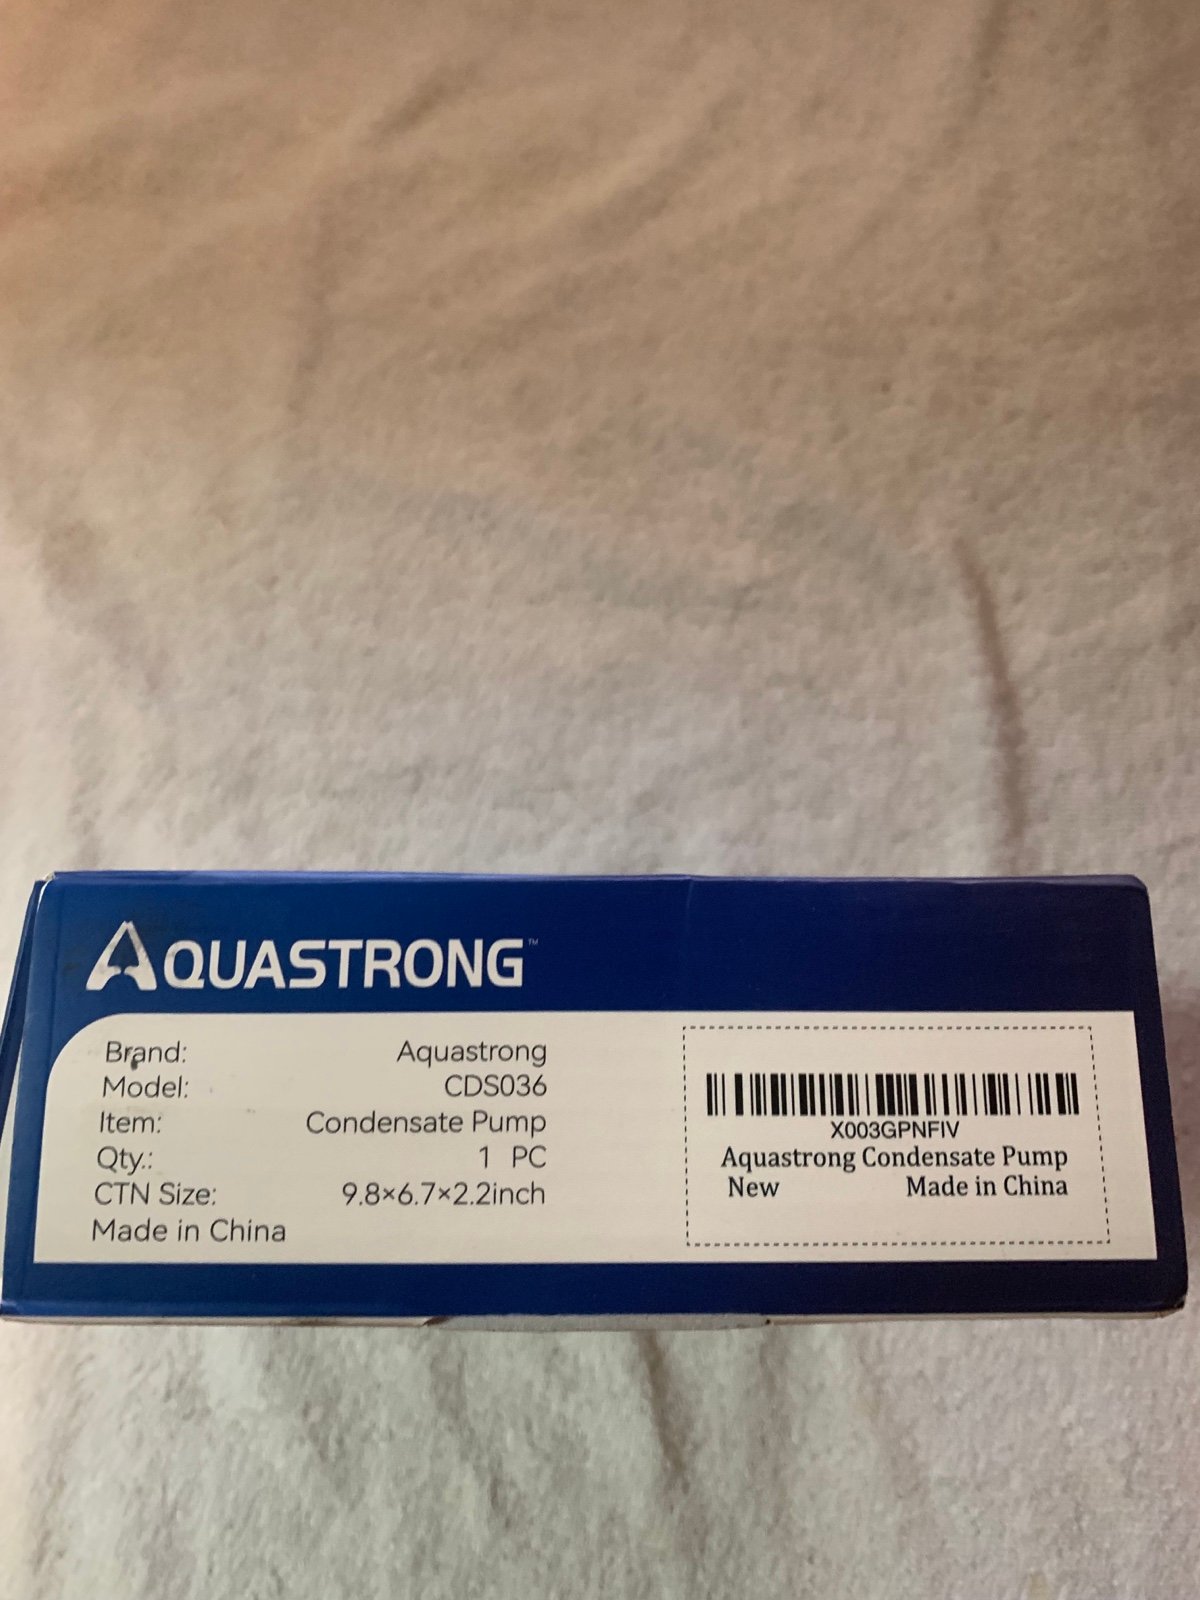 AQUASTRONG™
Brand: Aquastrong
Model: CDS036
Item: Condensate Pump
Qty.: 1 PC
CTN Size: 9.8×6.7×2.2inch
Made in China
X003GPNFIV
Aquastrong Condensate Pump
New Made in China